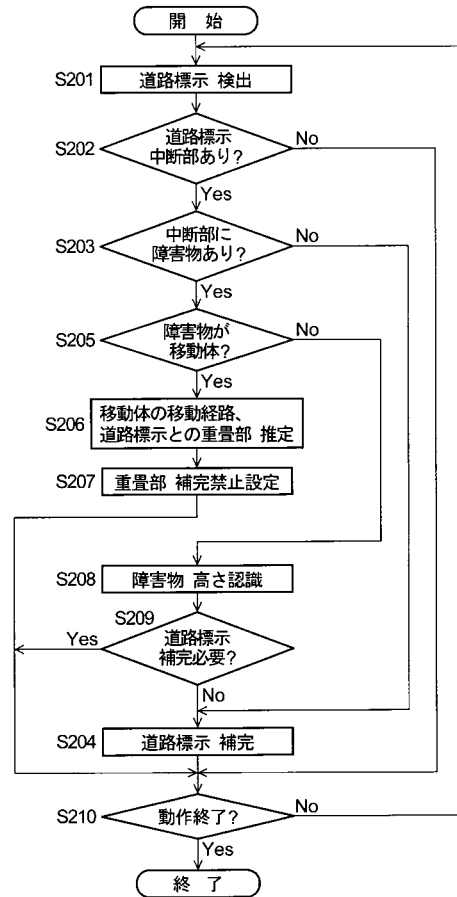 開 始
S201
道路標示 検出
S202
道路標示
中断部あり?
No
Yes
S203
中断部に
障害物あり?
No
Yes
S205
障害物が
移動体?
No
Yes
S206
移動体の移動経路、
道路標示との重畳部 推定
S207
重畳部 補完禁止設定
S208
障害物 高さ認識
S209
Yes
道路標示
補完必要?
No
S204
道路標示 補完
S210
動作終了?
No
Yes
終 了